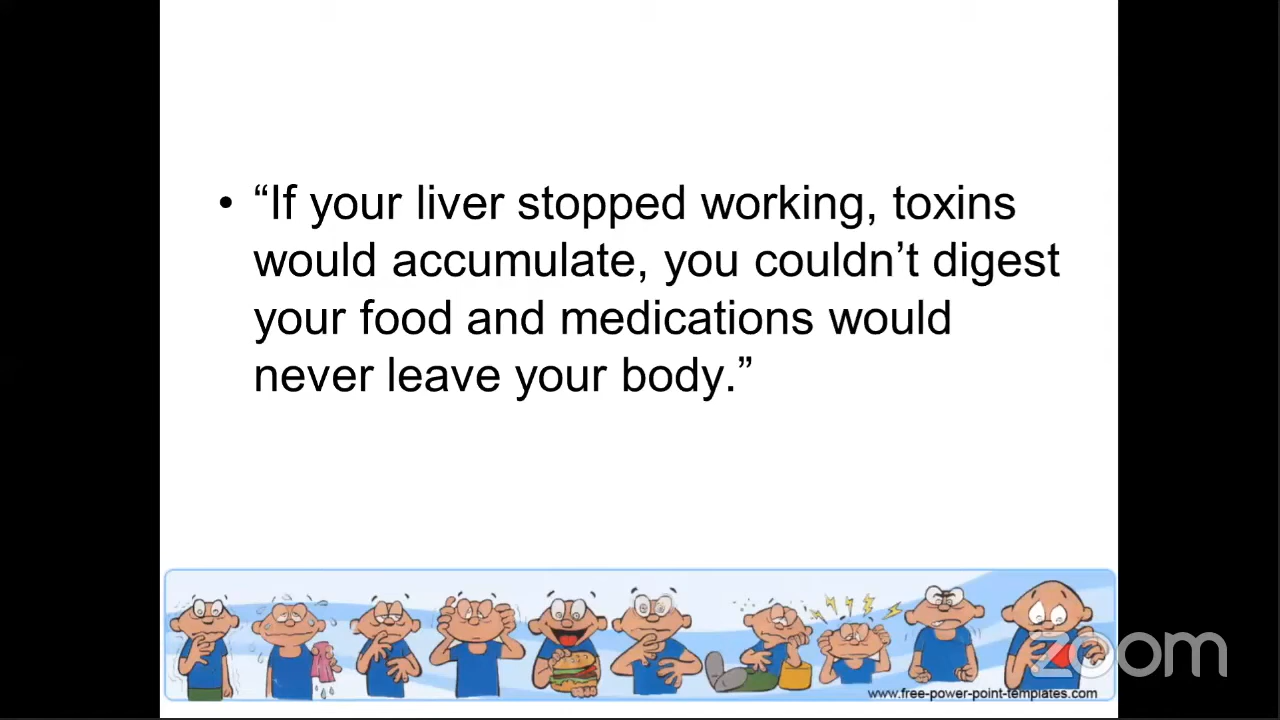 • “If your liver stopped working, toxins
would accumulate, you couldn’t digest
your food and medications would
never leave your body.”
zoom
www.free-power-point-templates.com